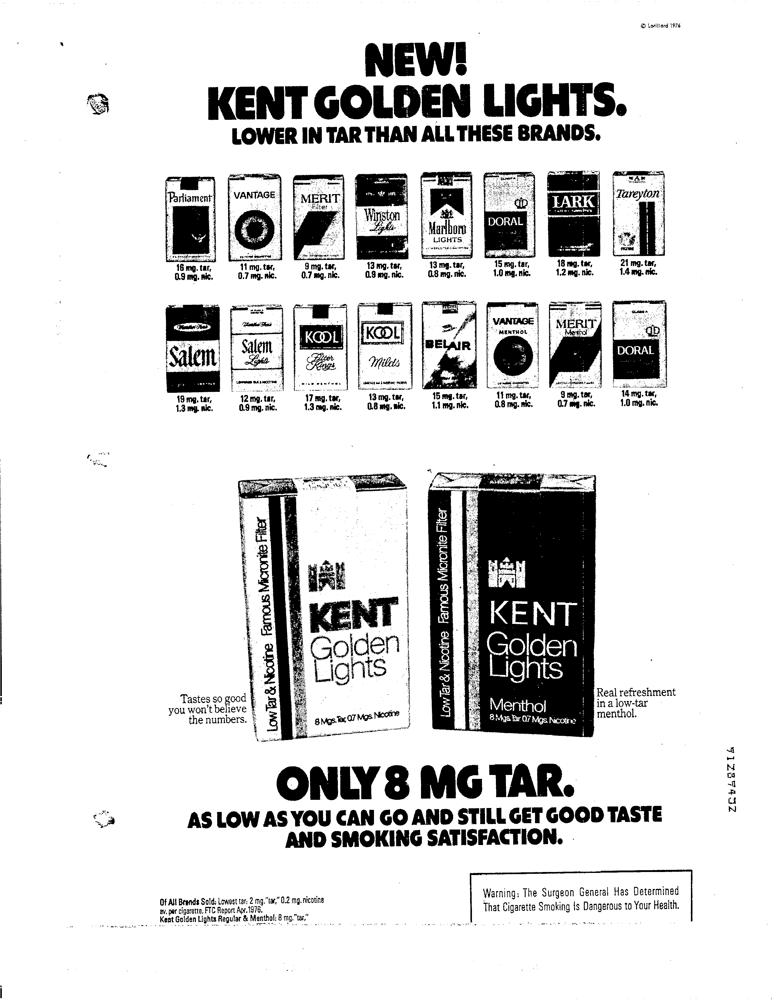 © Lorillard 1976
NEW!
KENT GOLDEN LIGHTS.
LOWER IN TAR THAN ALL THESE BRANDS.
Parliament
VANTAGE
MERIT
Filter
Winston
Lights
Marlboro
LIGHTS
DORAL
LARK
Tareyton
16 mg. tar,
0.9 mg. nic.
11 mg. tar,
0.7 mg. nic.
9 mg. tar,
0.7 mg. nic.
13 mg. tar,
0.9 mg. nic.
13 mg. tar,
0.8 mg. nic.
15 mg. tar,
1.0 mg. nic.
18 mg. tar,
1.2 mg. nic.
21 mg. tar,
1.4 mg. nic.
Salem
Salem
Lights
KOOL
Filter
Kings
KOOL
Milds
BELAIR
VANTAGE
MENTHOL
MERIT
Menthol
DORAL
19 mg. tar,
1.3 mg. nic.
12 mg. tar,
0.9 mg. nic.
17 mg. tar,
1.3 mg. nic.
13 mg. tar,
0.8 mg. nic.
15 mg. tar,
1.1 mg. nic.
11 mg. tar,
0.8 mg. nic.
9 mg. tar,
0.7 mg. nic.
14 mg. tar,
1.0 mg. nic.
Low Tar & Nicotine Famous Micronite Filter
KENT
Golden
Lights
8 Mgs. Tar, 0.7 Mgs. Nicotine
Low Tar & Nicotine Famous Micronite Filter
KENT
Golden
Lights
Menthol
8 Mgs. Tar 0.7 Mgs. Nicotine
Tastes so good
you won't believe
the numbers.
Real refreshment
in a low-tar
menthol.
ONLY 8 MG TAR.
AS LOW AS YOU CAN GO AND STILL GET GOOD TASTE
AND SMOKING SATISFACTION.
Of All Brands Sold: Lowest tar: 2 mg. "tar," 0.2 mg. nicotine
av. per cigarette, FTC Report Apr. 1976.
Kent Golden Lights Regular & Menthol: 8 mg. "tar,"
Warning: The Surgeon General Has Determined
That Cigarette Smoking Is Dangerous to Your Health.